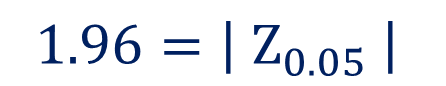 1.96 = | Z₀.₀₅ |